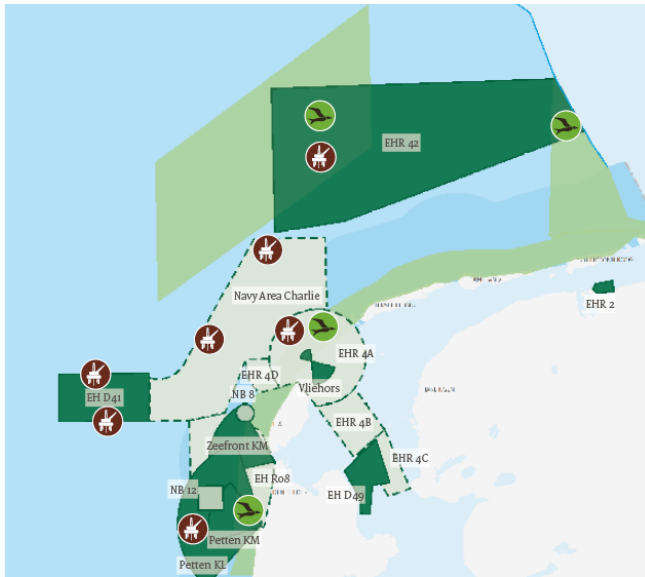 EHR 42
EHR 2
Navy Area Charlie
EHR 4A
EHR 4D
Vliehors
EH D41
NB 8
EHR 4B
Zeefront KM
EHR 4C
EH R08
NB 12
EH D49
Petten KM
Petten KL